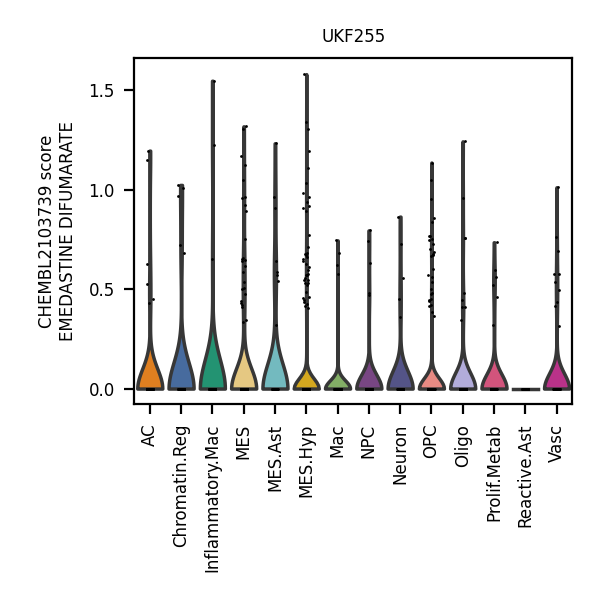 UKF255
CHEMBL2103739 score
EMEDASTINE DIFUMARATE
1.5
1.0
0.5
0.0
AC
Chromatin.Reg
Inflammatory.Mac
MES
MES.Ast
MES.Hyp
Mac
NPC
Neuron
OPC
Oligo
Prolif.Metab
Reactive.Ast
Vasc